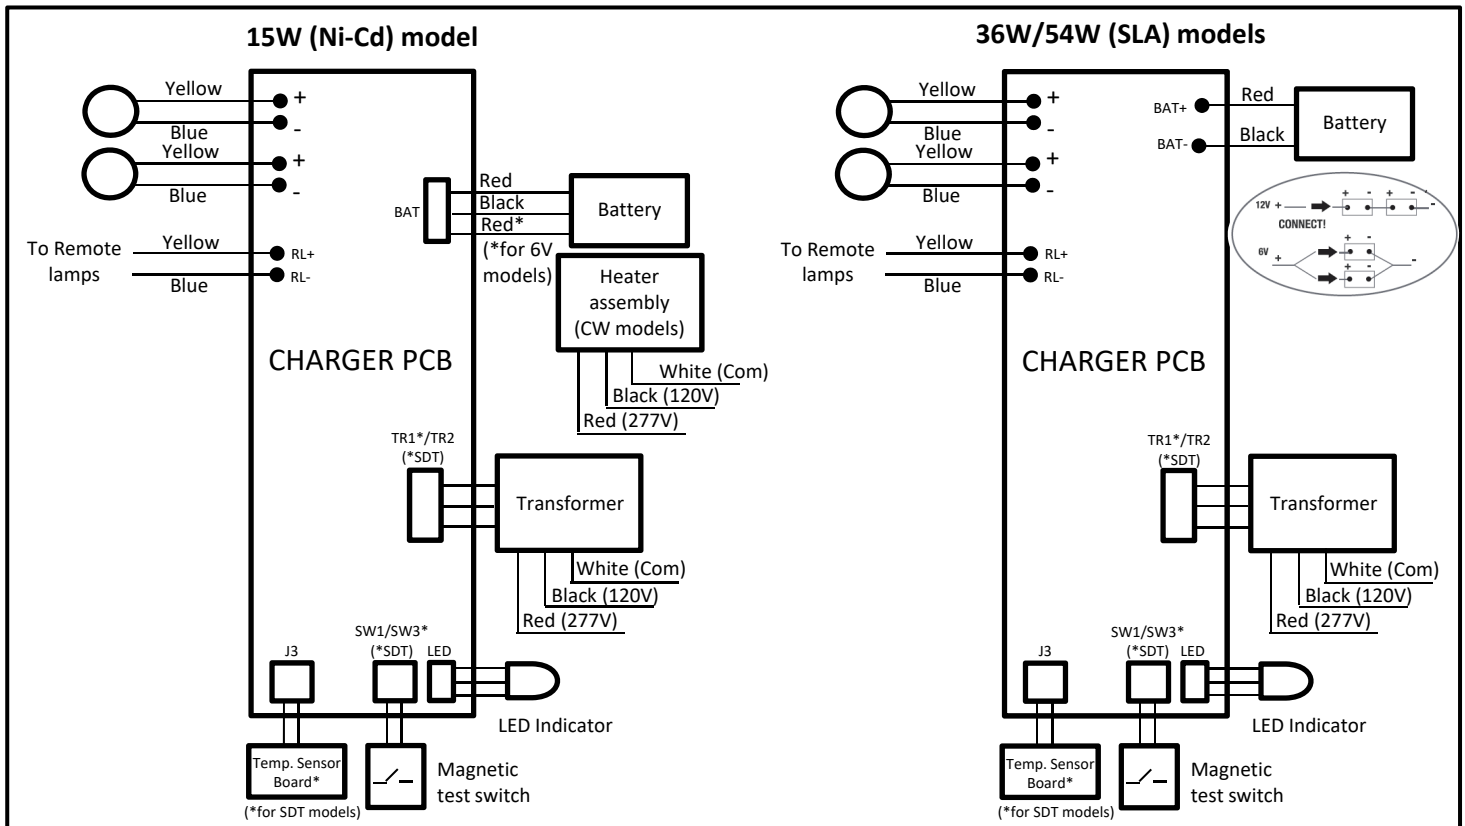 15W (Ni-Cd) model
Yellow
+
Blue
-
Yellow
+
Blue
-
To Remote
lamps
Yellow
RL+
Blue
RL-
BAT
Red
Black
Red*
(*for 6V
models)
Battery
Heater
assembly
(CW models)
White (Com)
Black (120V)
Red (277V)
CHARGER PCB
TR1*/TR2
(*SDT)
Transformer
White (Com)
Black (120V)
Red (277V)
J3
SW1/SW3*
(*SDT)
LED
LED Indicator
Temp. Sensor
Board*
(*for SDT models)
Magnetic
test switch
36W/54W (SLA) models
Yellow
+
Blue
-
Yellow
+
Blue
-
To Remote
lamps
Yellow
RL+
Blue
RL-
BAT+
Red
BAT-
Black
Battery
12V + + - + - -
CONNECT!
6V + + - -
+ -
CHARGER PCB
TR1*/TR2
(*SDT)
Transformer
White (Com)
Black (120V)
Red (277V)
J3
SW1/SW3*
(*SDT)
LED
LED Indicator
Temp. Sensor
Board*
(*for SDT models)
Magnetic
test switch